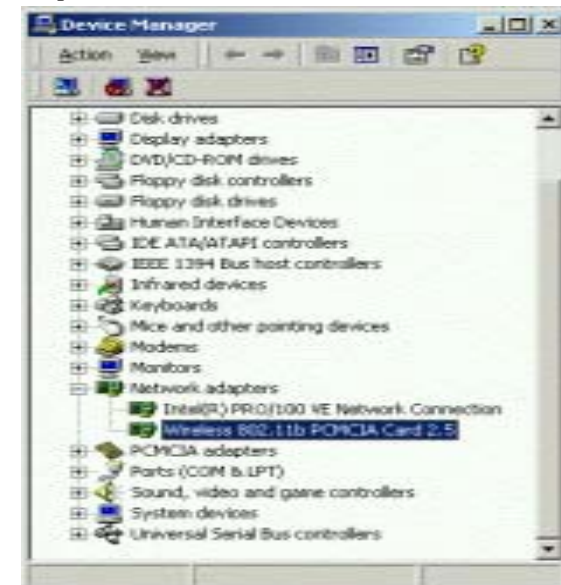 Device Manager
Action View
Disk drives
Display adapters
DVD/CD-ROM drives
Floppy disk controllers
Floppy disk drives
Human Interface Devices
IDE ATA/ATAPI controllers
IEEE 1394 Bus host controllers
Infrared devices
Keyboards
Mice and other pointing devices
Modems
Monitors
Network adapters
Intel(R) PRO/100 VE Network Connection
Wireless 802.11b PCMCIA Card 2.5
PCMCIA adapters
Ports (COM & LPT)
Sound, video and game controllers
System devices
Universal Serial Bus controllers